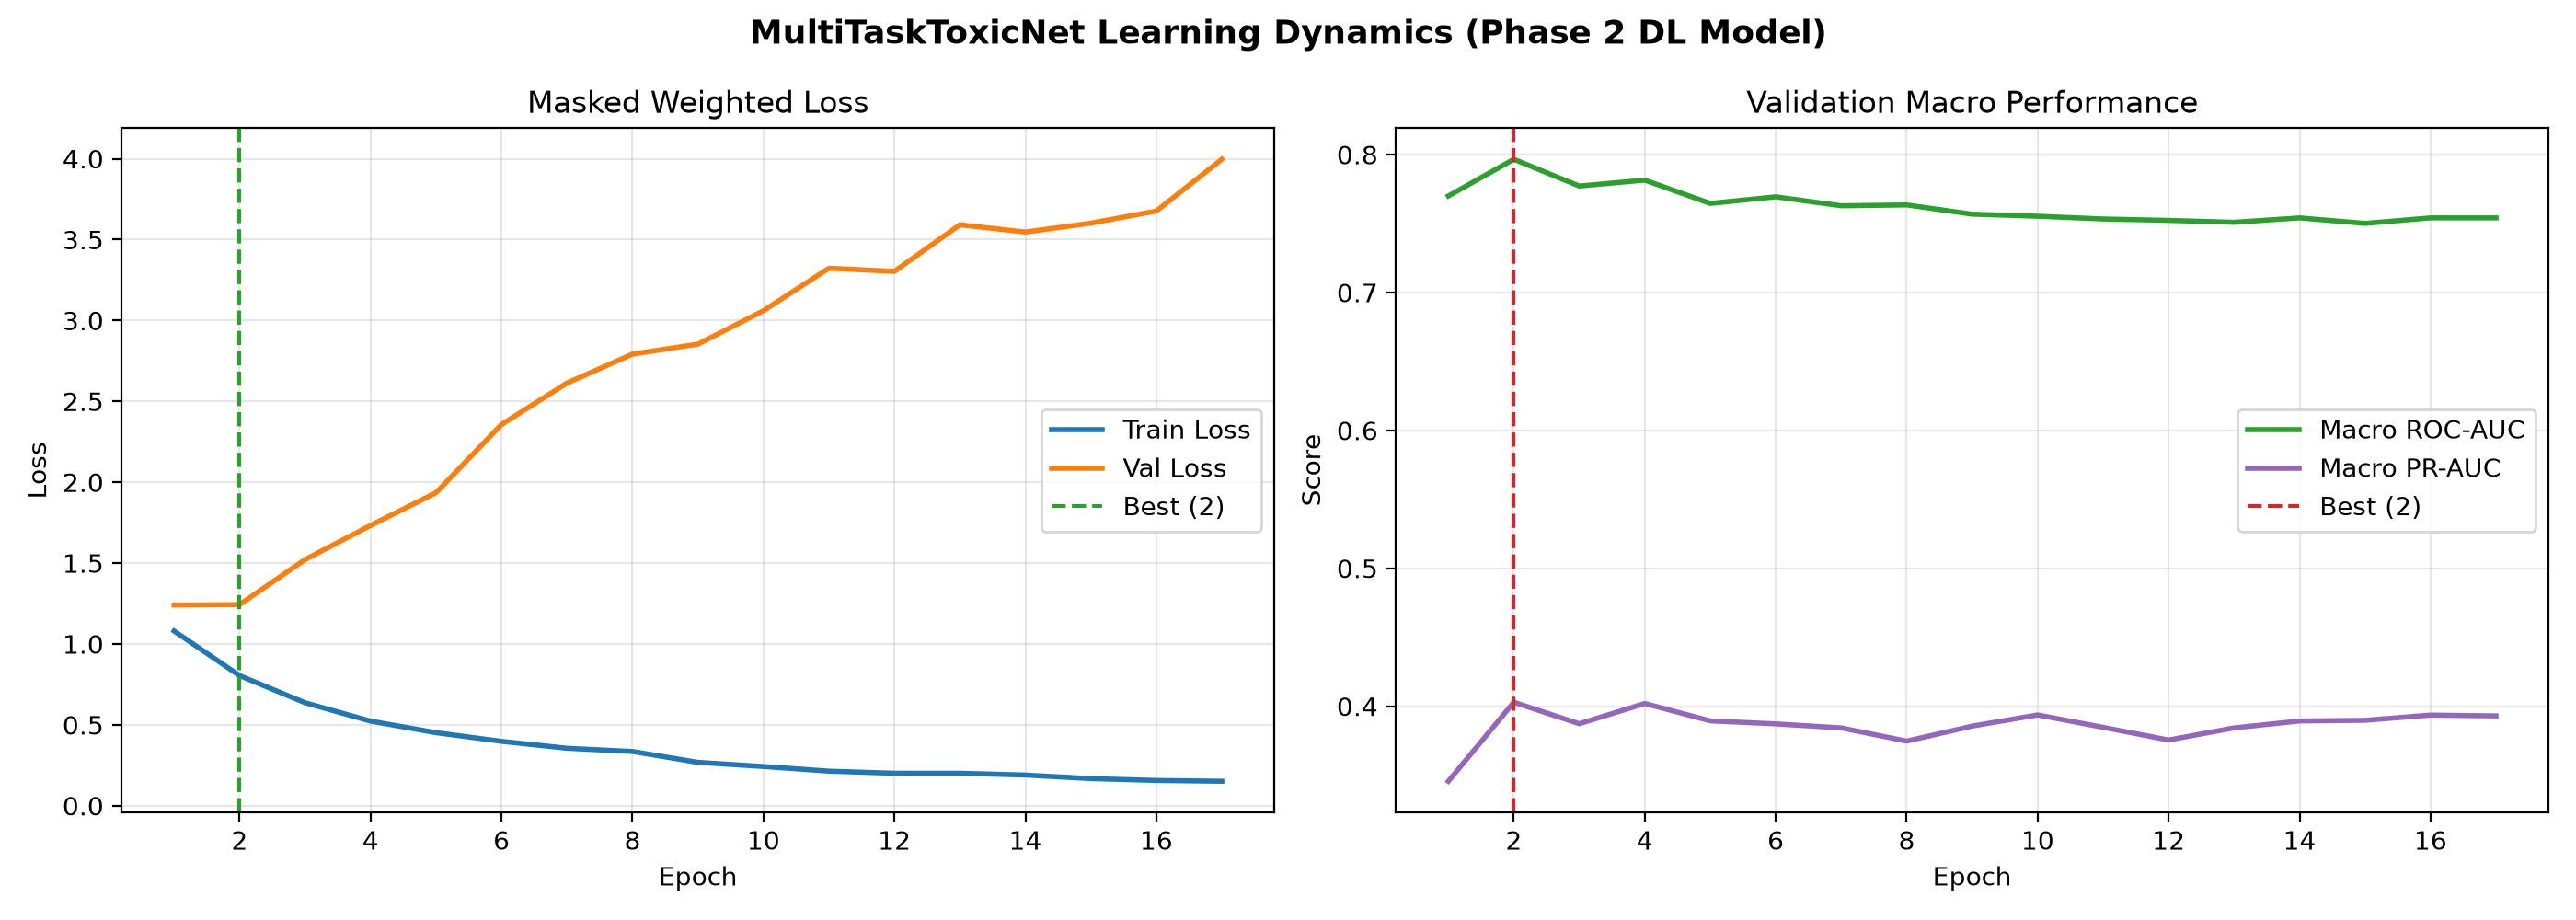 MultiTaskToxicNet Learning Dynamics (Phase 2 DL Model)
Masked Weighted Loss
4.0
3.5
3.0
2.5
2.0
1.5
1.0
0.5
0.0
Loss
Train Loss
Val Loss
Best (2)
2 4 6 8 10 12 14 16
Epoch
Validation Macro Performance
0.8
0.7
0.6
0.5
0.4
Score
Macro ROC-AUC
Macro PR-AUC
Best (2)
2 4 6 8 10 12 14 16
Epoch